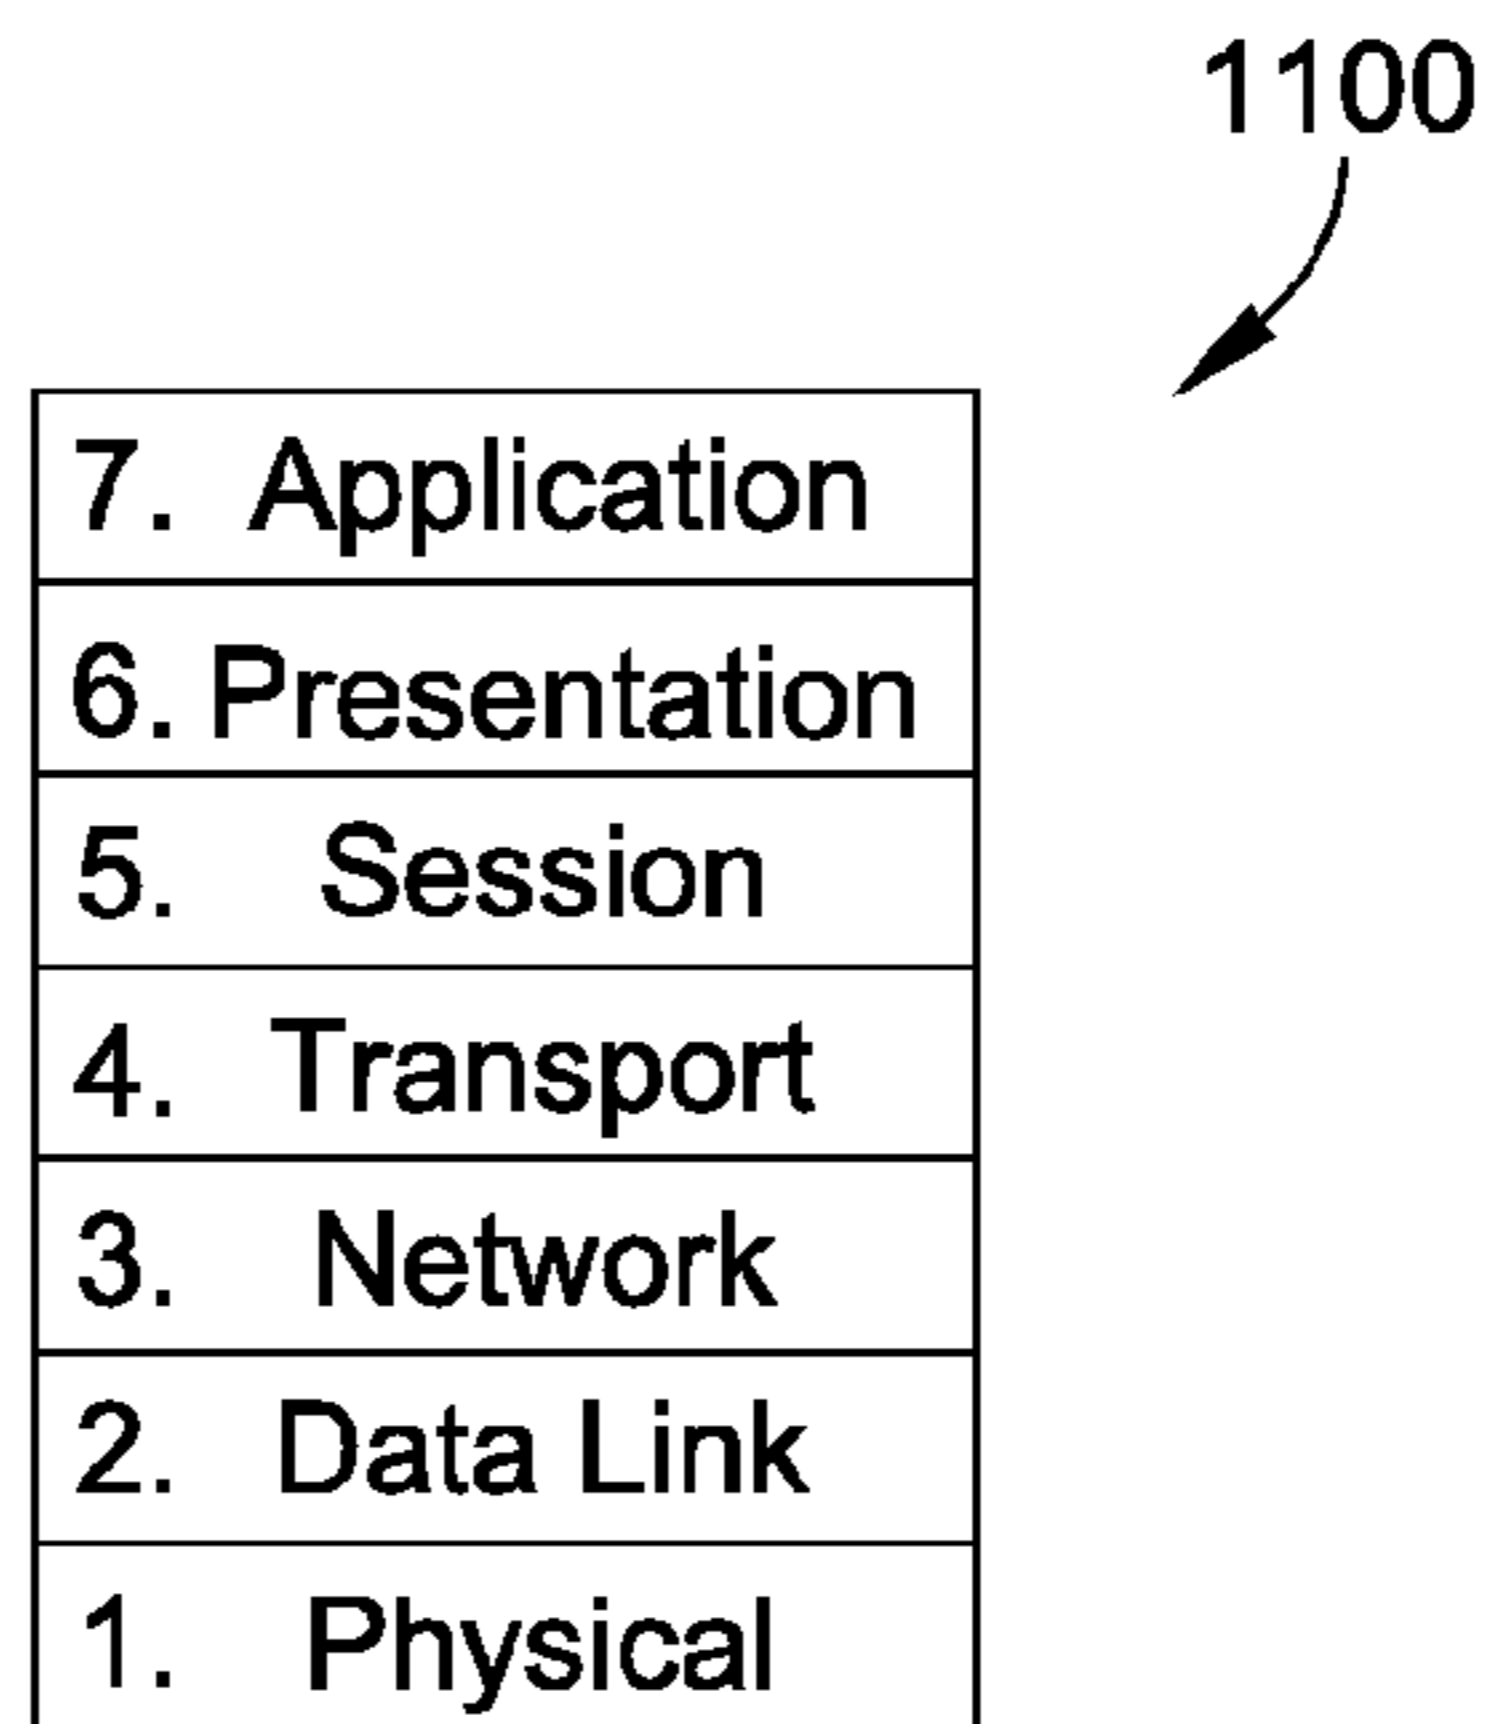 1100
7. Application
6. Presentation
5. Session
4. Transport
3. Network
2. Data Link
1. Physical